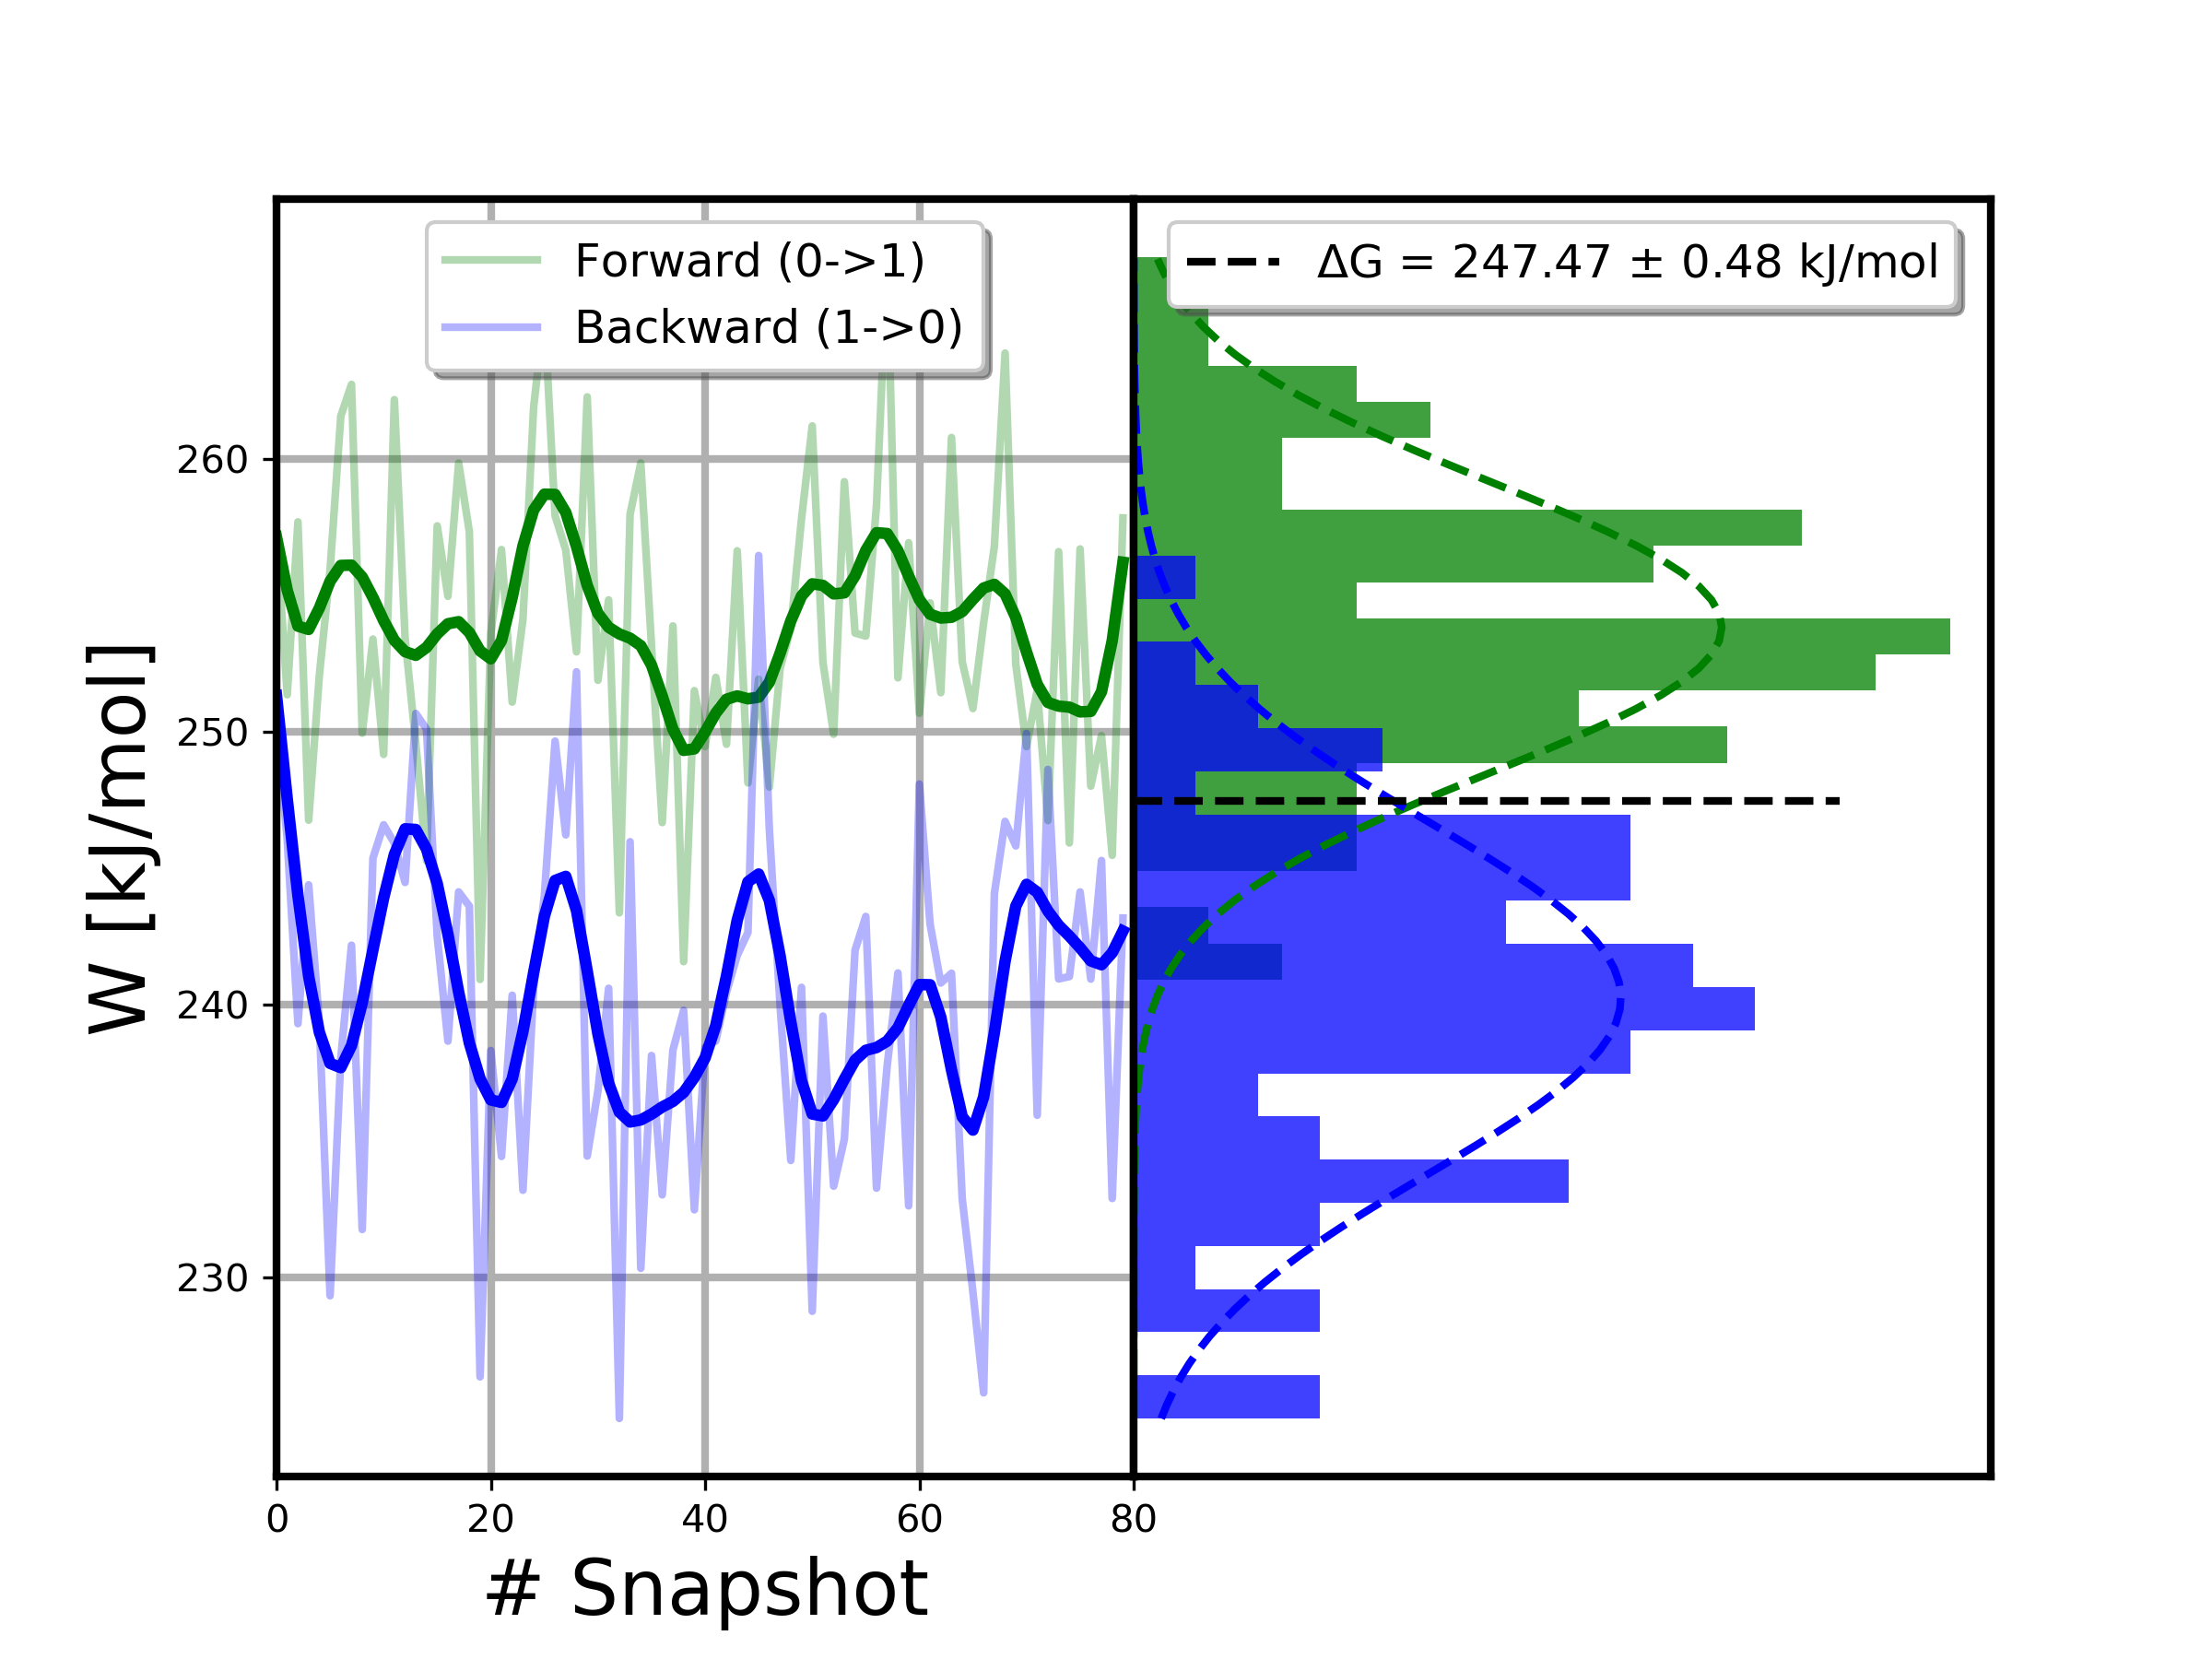 Forward (0->1)
Backward (1->0)
ΔG = 247.47 ± 0.48 kJ/mol
W [kJ/mol]
260
250
240
230
0 20 40 60 80
# Snapshot